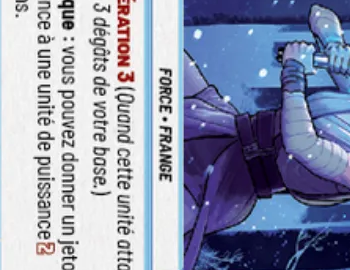 FORCE • FRANGE
ÉRATION 3 (Quand cette unité atta
3 dégâts de votre base.)
que : vous pouvez donner un jeto
nce à une unité de puissance 2
ns.